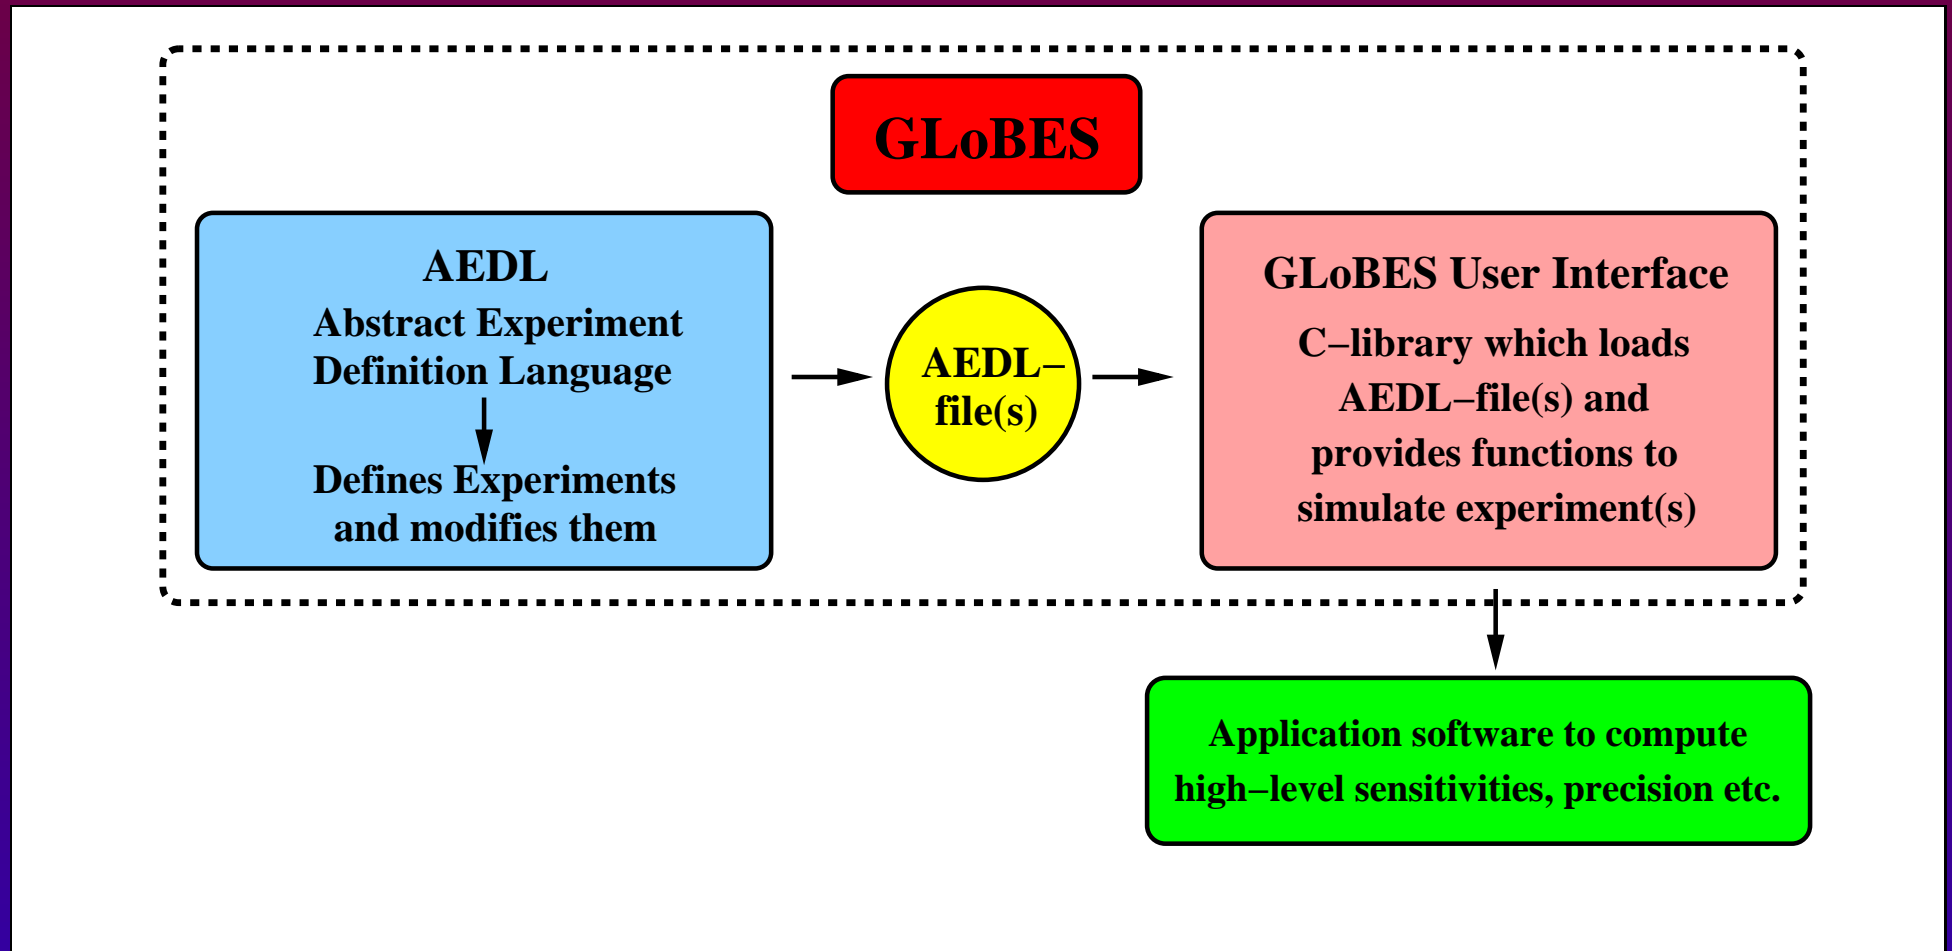 GLoBES
AEDL
Abstract Experiment
Definition Language
Defines Experiments
and modifies them
AEDL−
file(s)
GLoBES User Interface
C−library which loads
AEDL−file(s) and
provides functions to
simulate experiment(s)
Application software to compute
high−level sensitivities, precision etc.